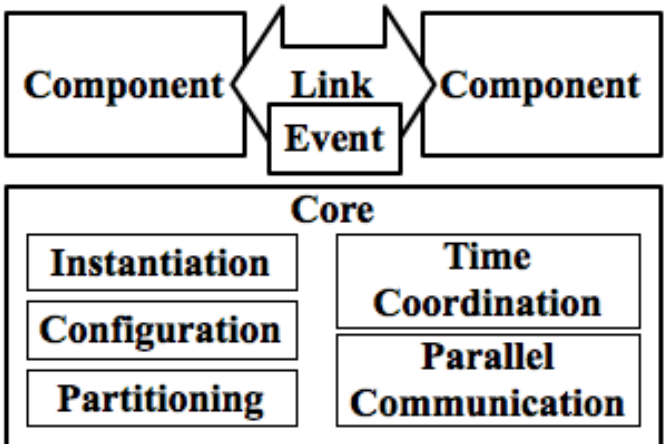 Component
Link
Component
Event
Core
Instantiation
Configuration
Partitioning
Time
Coordination
Parallel
Communication